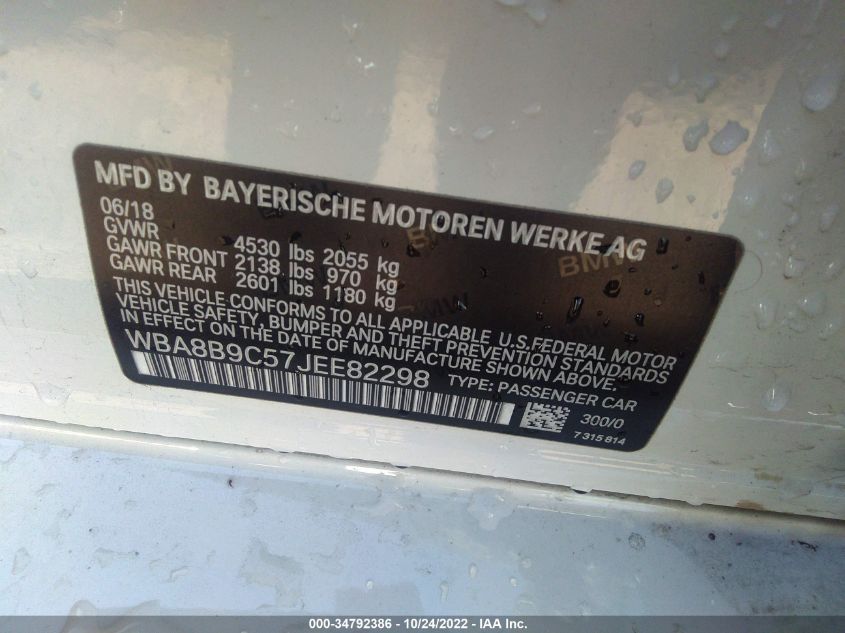 MFD BY BAYERISCHE MOTOREN WERKE AG
06/18
GVWR 4530 lbs 2055 kg
GAWR FRONT 2138 lbs 970 kg
GAWR REAR 2601 lbs 1180 kg
THIS VEHICLE CONFORMS TO ALL APPLICABLE U.S.FEDERAL MOTOR
VEHICLE SAFETY, BUMPER AND THEFT PREVENTION STANDARDS
IN EFFECT ON THE DATE OF MANUFACTURE SHOWN ABOVE.
WBA8B9C57JEE82298 TYPE: PASSENGER CAR
300/0
7 315 814
BMW
BMW
BMW
000-34792386 - 10/24/2022 - IAA Inc.